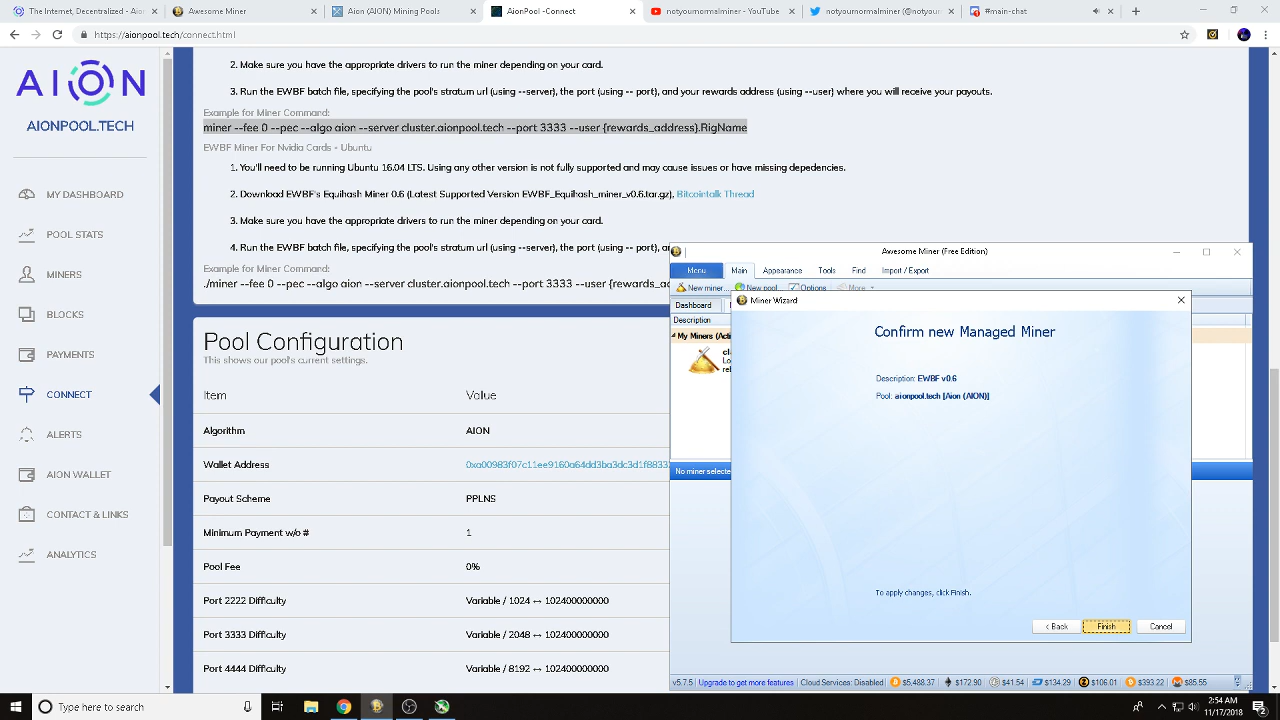 The Internet, Decentralized - Ai
Awesome Miner
Aion (AION) Mining Pools
AionPool -Connect
notyournormalminer - YouTube
notyournormalminer (@notyourn
#main-chat
https://aionpool.tech/connect.html
AION
AIONPOOL.TECH
MY DASHBOARD
POOL STATS
MINERS
BLOCKS
PAYMENTS
CONNECT
ALERTS
AION WALLET
CONTACT & LINKS
ANALYTICS
2. Make sure you have the appropriate drivers to run the miner depending on your card.
3. Run the EWBF batch file, specifying the pool's stratum url (using --server), the port (using -- port), and your rewards address (using --user) where you will receive your payouts.
Example for Miner Command:
miner --fee 0 --pec --algo aion --server cluster.aionpool.tech --port 3333 --user {rewards_address}.RigName
EWBF Miner For Nvidia Cards - Ubuntu
1. You'll need to be running Ubuntu 16.04 LTS. Using any other version is not fully supported and may cause issues or have missing depedencies.
2. Download EWBF's Equihash Miner 0.6 (Latest Supported Version EWBF_Equihash_miner_v0.6.tar.gz), Bitcointalk Thread
3. Make sure you have the appropriate drivers to run the miner depending on your card.
4. Run the EWBF batch file, specifying the pool's stratum url (using --server), the port (using -- port), an
Example for Miner Command:
./miner --fee 0 --pec --algo aion --server cluster.aionpool.tech --port 3333 --user {rewards_ad
Pool Configuration
This shows our pool's current settings.
Item Value
Algorithm AION
Wallet Address 0xa00983f07c11ee9160a64dd3ba3dc3d1f8833
Payout Scheme PPLNS
Minimum Payment w/o # 1
Pool Fee 0%
Port 2222 Difficulty Variable / 1024 ↔ 102400000000
Port 3333 Difficulty Variable / 2048 ↔ 102400000000
Port 4444 Difficulty Variable / 8192 ↔ 102400000000
Awesome Miner (Free Edition)
Menu Main Appearance Tools Find Import / Export
New miner... New pool Options More
Dashboard
Description
My Miners (Acti
cl
Lo
re
No miner selecte
Miner Wizard
Confirm new Managed Miner
Description: EWBF v0.6
Pool: aionpool.tech [Aion (AION)]
To apply changes, click Finish.
< Back Finish Cancel
v5.7.5 Upgrade to get more features Cloud Services: Disabled $5,488.37 $172.90 $41.54 $134.29 $106.01 $393.22 $85.55
Type here to search
2:54 AM
11/17/2018
2